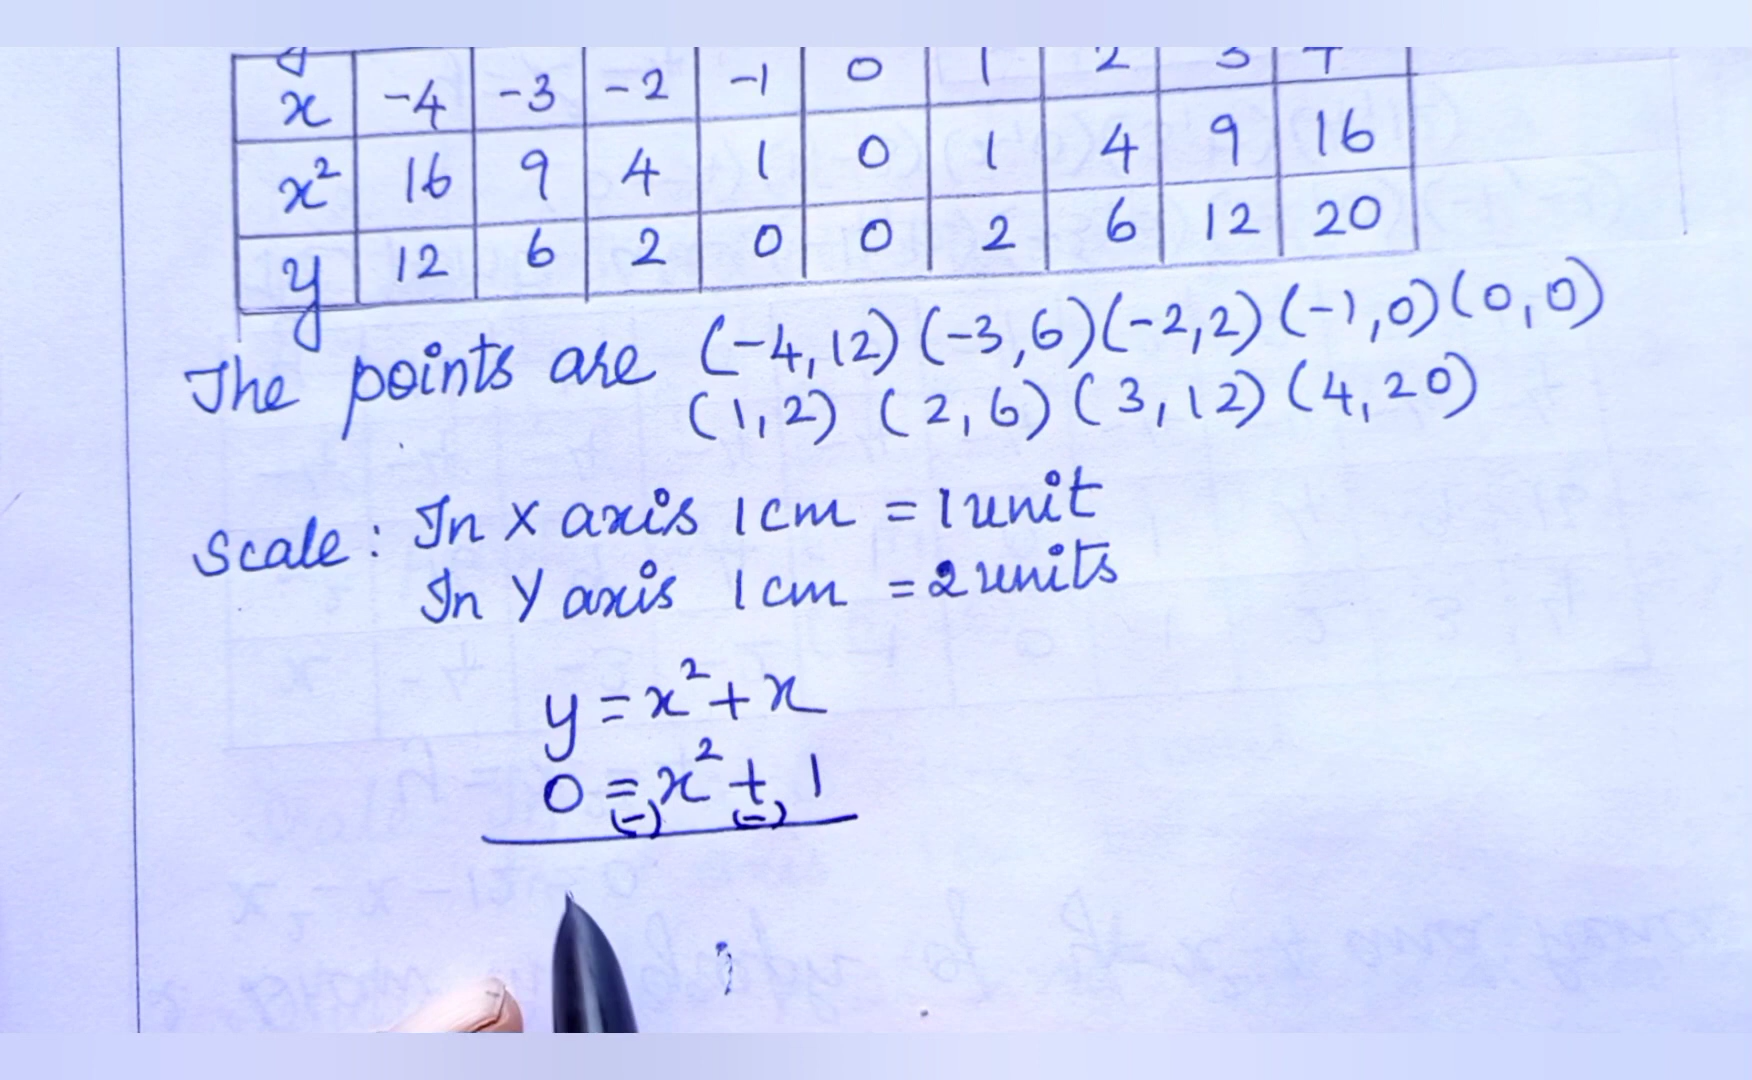 x -4 -3 -2 -1 0 1 2 3 4
x² 16 9 4 1 0 1 4 9 16
y 12 6 2 0 0 2 6 12 20
The points are (-4,12) (-3,6) (-2,2) (-1,0) (0,0)
(1,2) (2,6) (3,12) (4,20)
Scale: In X axis 1cm = 1unit
In Y axis 1cm = 2units
y = x²+x
0 = x²+ 1
(-) (-)